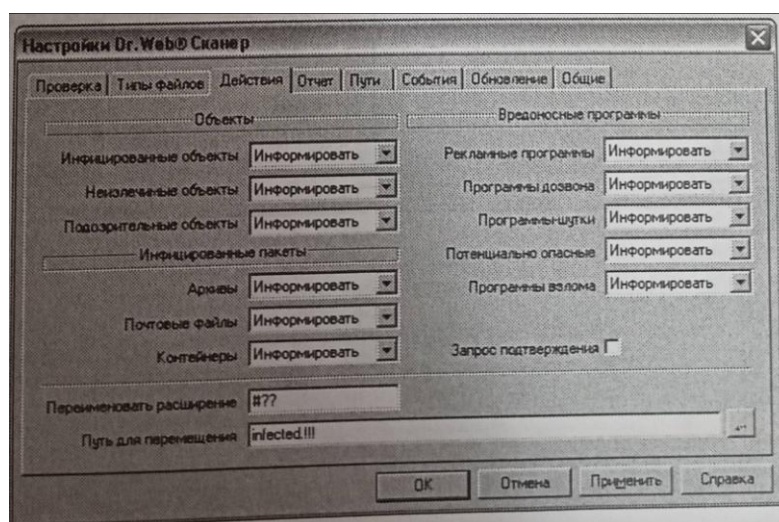 Настройки Dr.Web® Сканер
Проверка Типы файлов Действия Отчет Пути События Обновление Общие
Объекты
Инфицированные объекты Информировать
Неизлечимые объекты Информировать
Подозрительные объекты Информировать
Инфицированные пакеты
Архивы Информировать
Почтовые файлы Информировать
Контейнеры Информировать
Вредоносные программы
Рекламные программы Информировать
Программы дозвона Информировать
Программы-шутки Информировать
Потенциально опасные Информировать
Программы взлома Информировать
Запрос подтверждения
Переименовать расширение #??
Путь для перемещения infected.!!! ...
OK Отмена Применить Справка